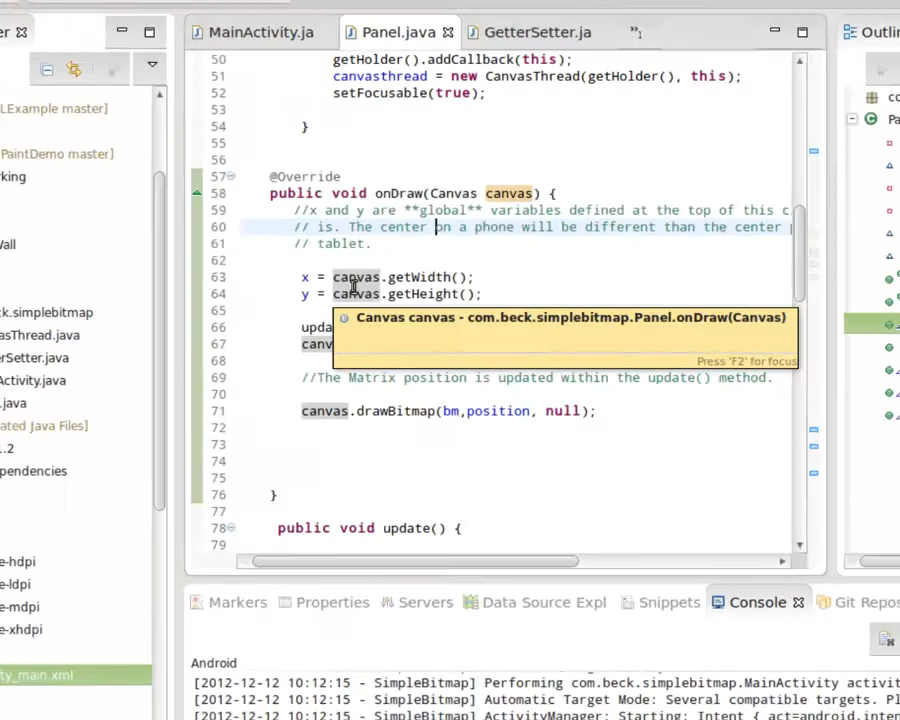 er
MainActivity.ja
Panel.java
GetterSetter.ja
1
Outlin
LExample master]
PaintDemo master]
rking
Wall
ck.simplebitmap
asThread.java
rSetter.java
Activity.java
.java
ated Java Files]
.2
pendencies
e-hdpi
e-ldpi
e-mdpi
e-xhdpi
ty_main.xml
50 getHolder().addCallback(this);
51 canvasthread = new CanvasThread(getHolder(), this);
52 setFocusable(true);
53
54 }
55
56
57 @Override
58 public void onDraw(Canvas canvas) {
59 //x and y are **global** variables defined at the top of this c
60 // is. The center on a phone will be different than the center p
61 // tablet.
62
63 x = canvas.getWidth();
64 y = canvas.getHeight();
65
Canvas canvas - com.beck.simplebitmap.Panel.onDraw(Canvas)
66 upda
67 canv
Press 'F2' for focus
68
69 //The Matrix position is updated within the update() method.
70
71 canvas.drawBitmap(bm,position, null);
72
73
74
75
76 }
77
78 public void update() {
79
co
Pa
Markers Properties Servers Data Source Expl Snippets Console Git Repos
Android
[2012-12-12 10:12:15 - SimpleBitmap] Performing com.beck.simplebitmap.MainActivity activit
[2012-12-12 10:12:15 - SimpleBitmap] Automatic Target Mode: Several compatible targets. Pl
[2012-12-12 10:12:15 - SimpleBitmap] ActivityManager: Starting: Intent { act=android.inten